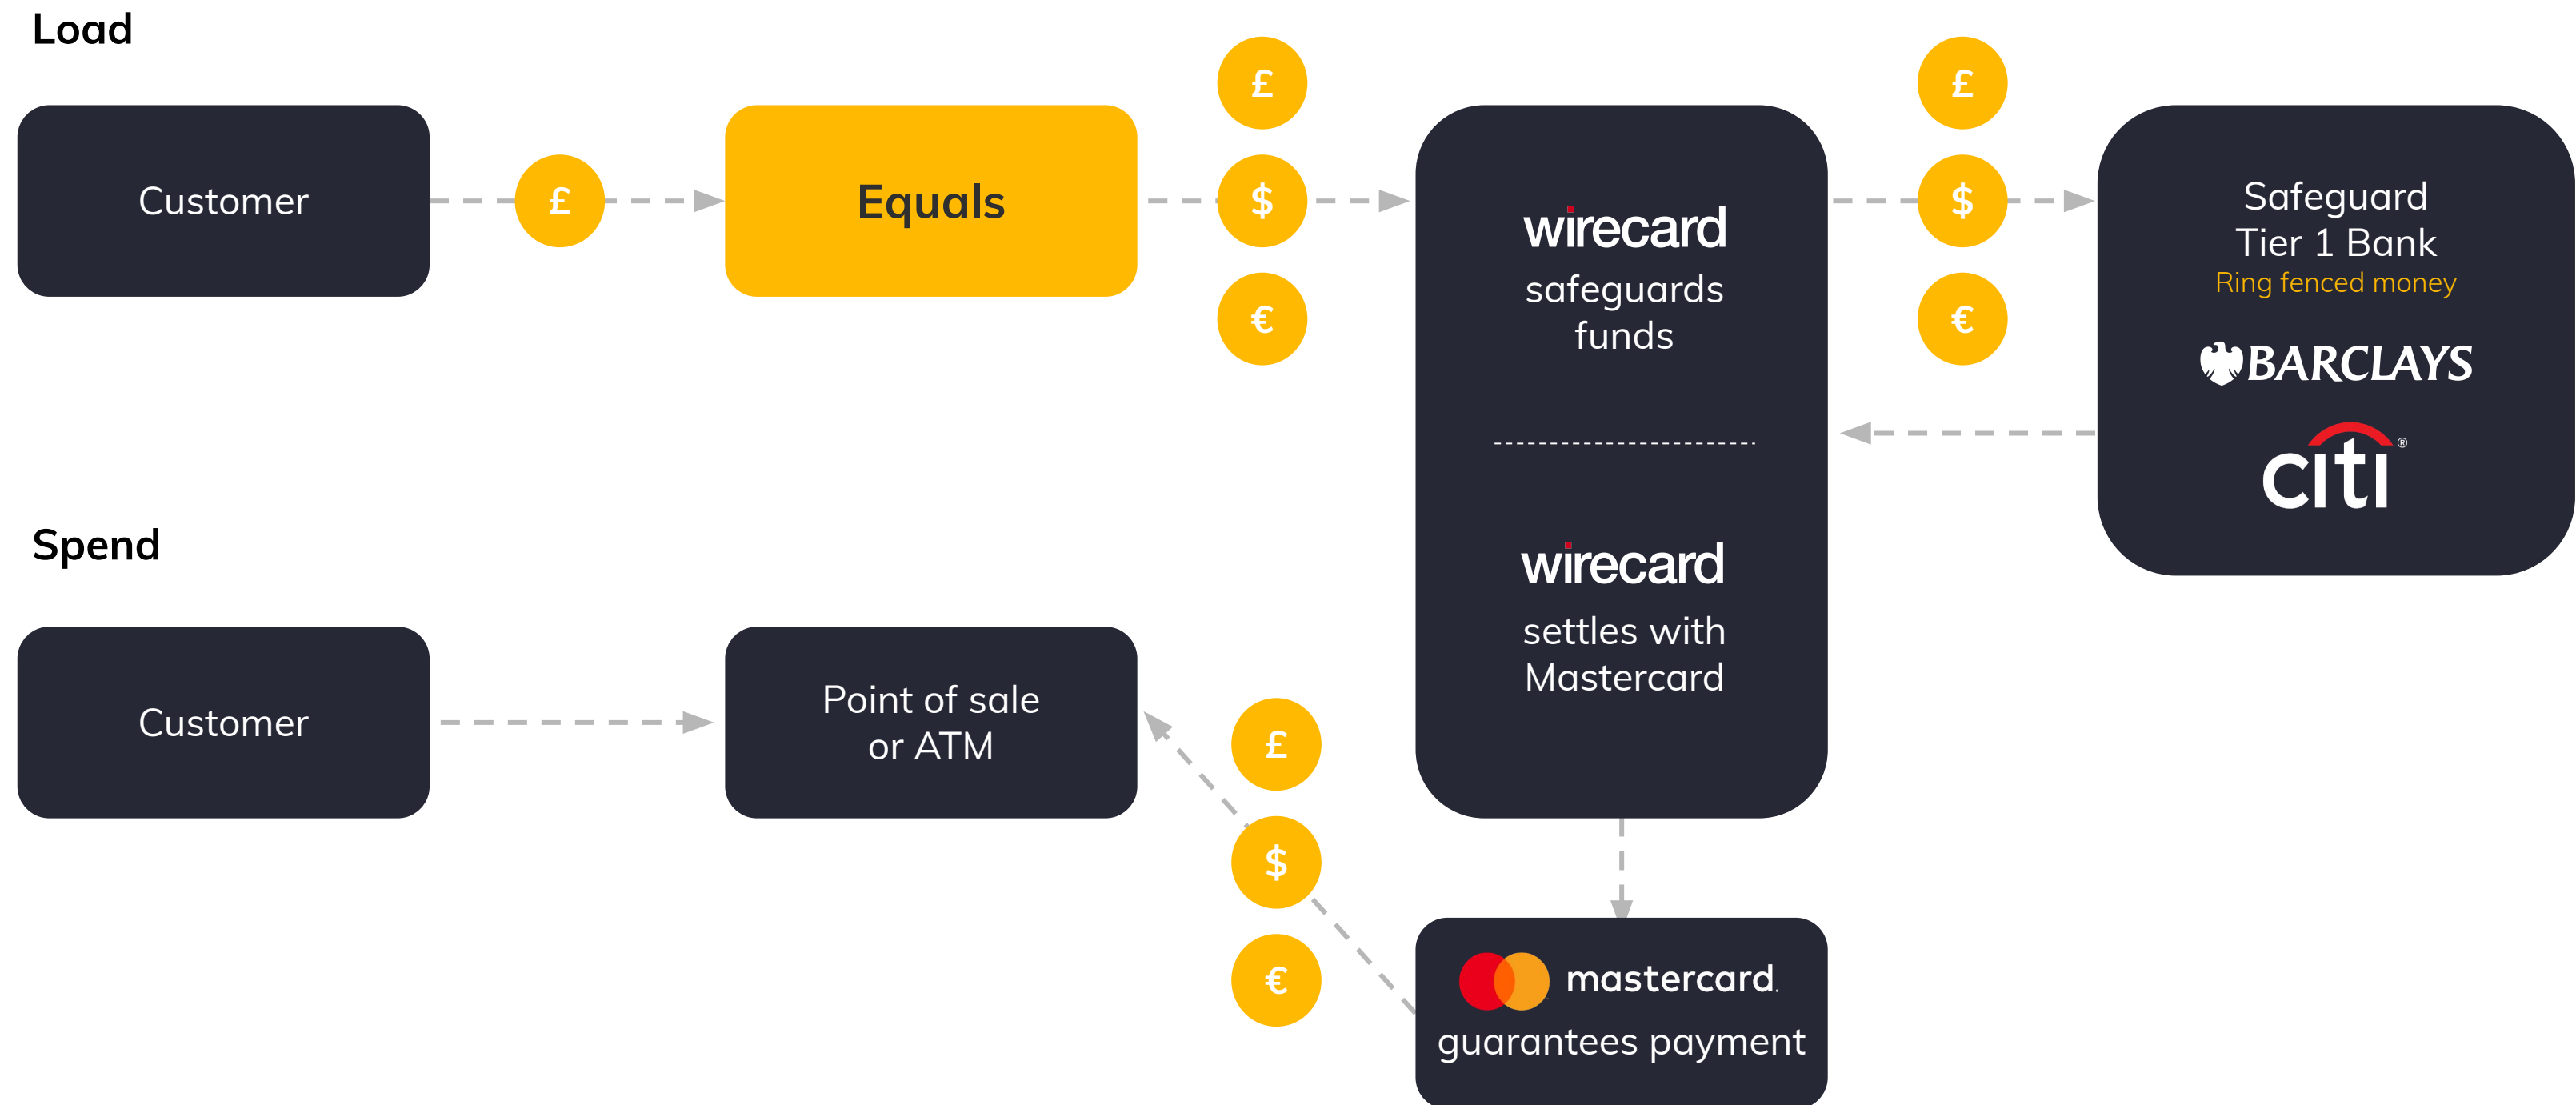 Load
Customer
£
Equals
£
$
€
wirecard
safeguards
funds
£
$
€
Safeguard
Tier 1 Bank
Ring fenced money
BARCLAYS
citi®
wirecard
settles with
Mastercard
Spend
Customer
Point of sale
or ATM
£
$
€
mastercard.
guarantees payment